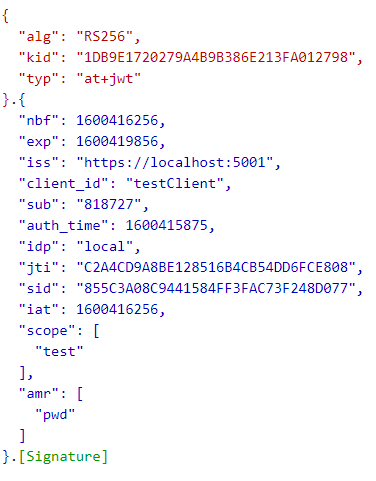 {
  "alg": "RS256",
  "kid": "1DB9E1720279A4B9B386E213FA012798",
  "typ": "at+jwt"
}.{
  "nbf": 1600416256,
  "exp": 1600419856,
  "iss": "https://localhost:5001",
  "client_id": "testClient",
  "sub": "818727",
  "auth_time": 1600415875,
  "idp": "local",
  "jti": "C2A4CD9A8BE128516B4CB54DD6FCE808",
  "sid": "855C3A08C9441584FF3FAC73F248D077",
  "iat": 1600416256,
  "scope": [
    "test"
  ],
  "amr": [
    "pwd"
  ]
}.[Signature]